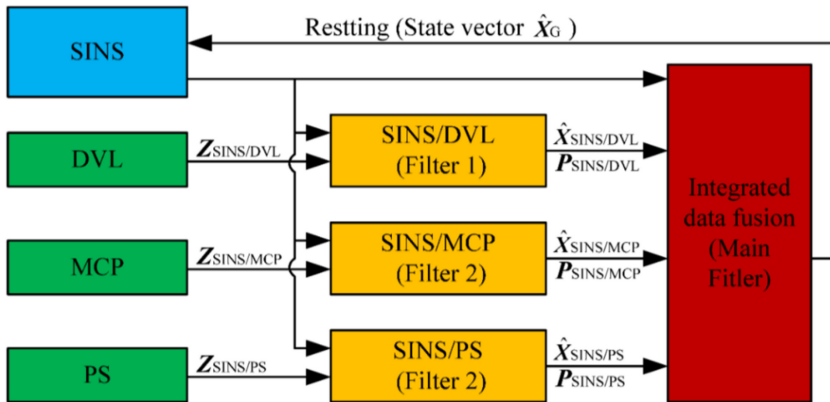 Restting (State vector X̂G )
SINS
DVL
ZSINS/DVL
SINS/DVL
(Filter 1)
X̂SINS/DVL
PSINS/DVL
MCP
ZSINS/MCP
SINS/MCP
(Filter 2)
X̂SINS/MCP
PSINS/MCP
PS
ZSINS/PS
SINS/PS
(Filter 2)
X̂SINS/PS
PSINS/PS
Integrated
data fusion
(Main
Fitler)